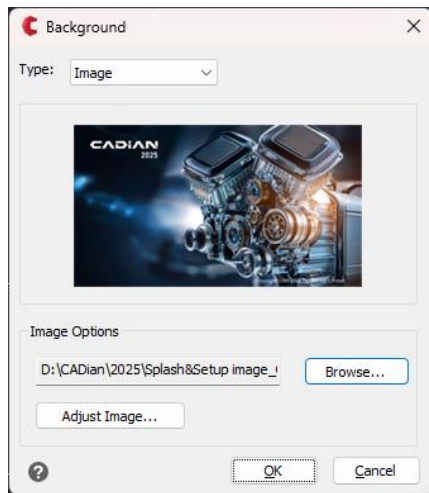 Background
Type: Image
CADIAN
2025
Image Options
D:\CADian\2025\Splash&Setup image_(
Browse...
Adjust Image...
OK
Cancel